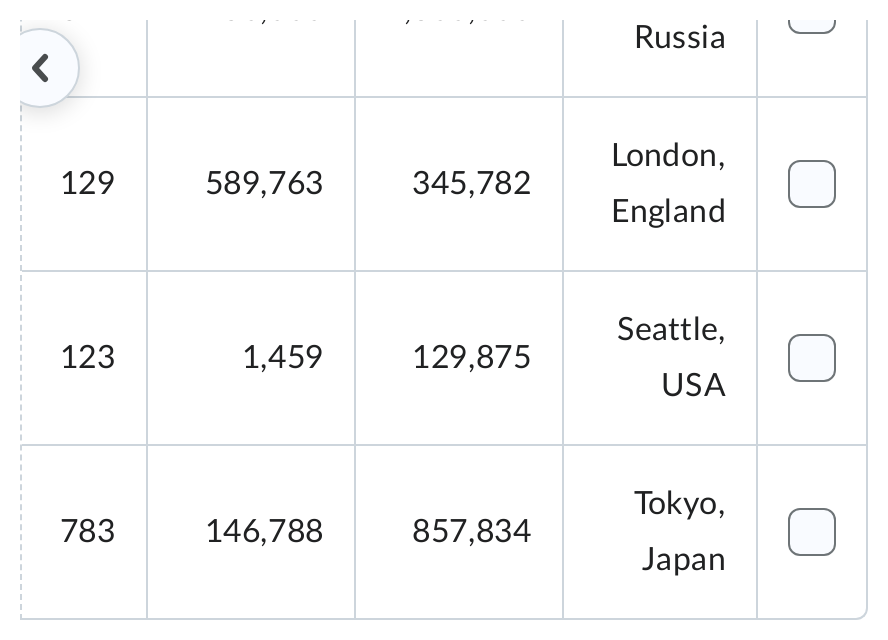 Russia
129 589,763 345,782 London,
England
123 1,459 129,875 Seattle,
USA
783 146,788 857,834 Tokyo,
Japan